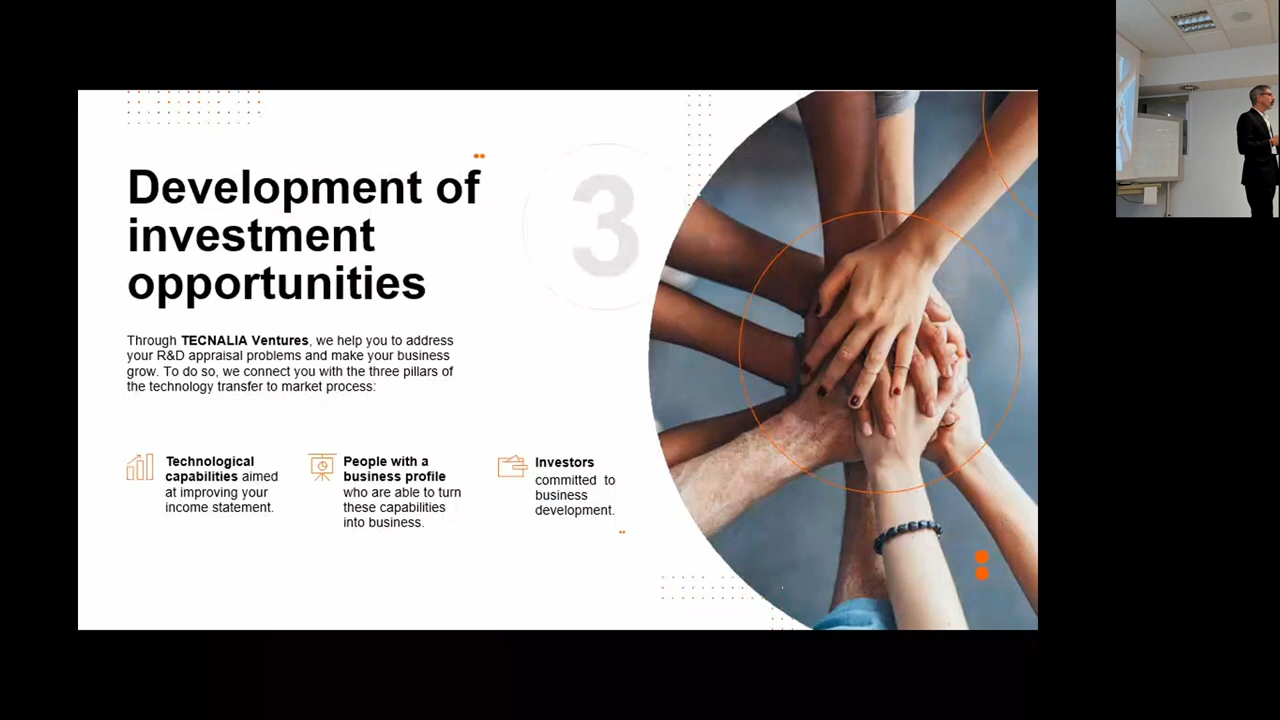 Development of
investment
opportunities
3
Through TECNALIA Ventures, we help you to address
your R&D appraisal problems and make your business
grow. To do so, we connect you with the three pillars of
the technology transfer to market process:
Technological
capabilities aimed
at improving your
income statement.
People with a
business profile
who are able to turn
these capabilities
into business.
Investors
committed to
business
development.